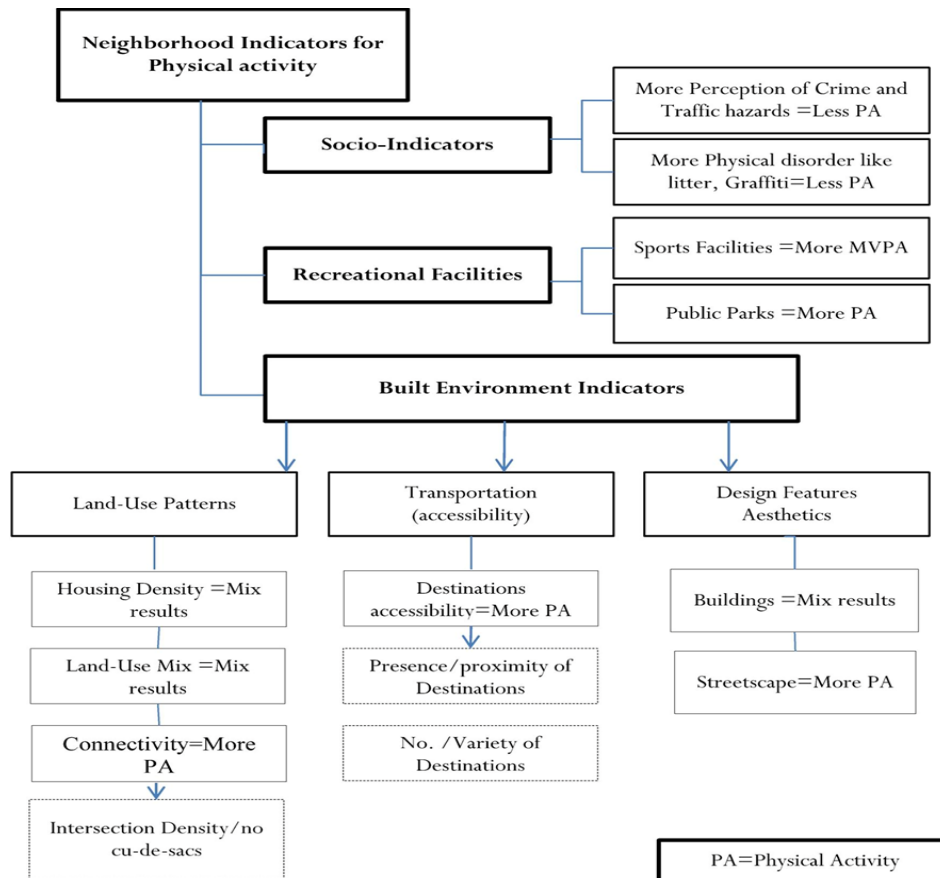 Neighborhood Indicators for
Physical activity
Socio-Indicators
More Perception of Crime and
Traffic hazards =Less PA
More Physical disorder like
litter, Graffiti=Less PA
Recreational Facilities
Sports Facilities =More MVPA
Public Parks =More PA
Built Environment Indicators
Land-Use Patterns
Housing Density =Mix
results
Land-Use Mix =Mix
results
Connectivity=More
PA
Intersection Density/no
cu-de-sacs
Transportation
(accessibility)
Destinations
accessibility=More PA
Presence/proximity of
Destinations
No. /Variety of
Destinations
Design Features
Aesthetics
Buildings =Mix results
Streetscape=More PA
PA=Physical Activity